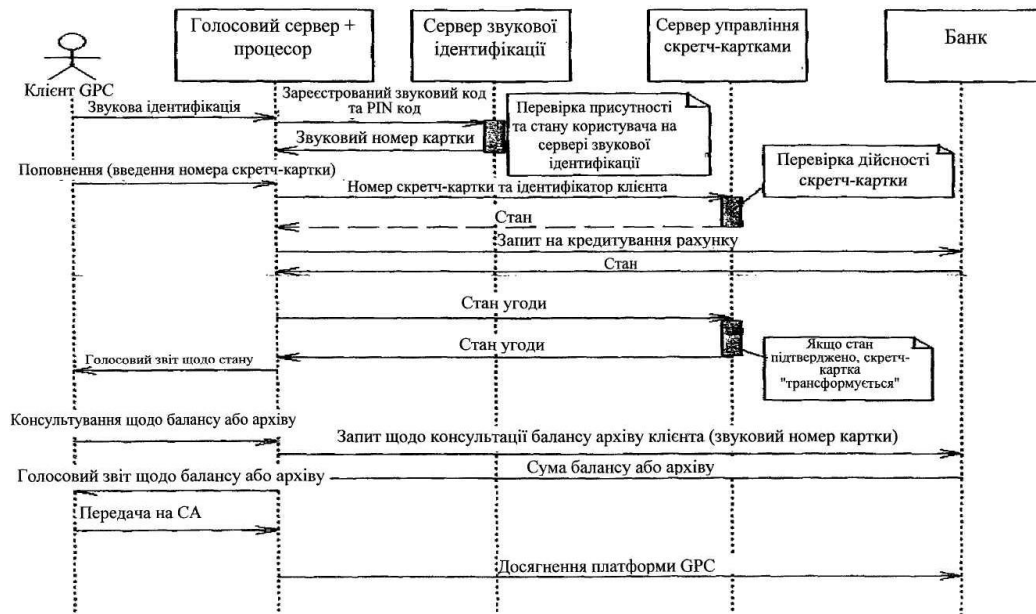 Голосовий сервер +
процесор
Сервер звукової
ідентифікації
Сервер управління
скретч-картками
Банк
Клієнт GPC
Звукова ідентифікація
Зареєстрований звуковий код
та PIN код
Звуковий номер картки
Перевірка присутності
та стану користувача на
сервері звукової
ідентифікації
Поповнення (введення номера скретч-картки)
Номер скретч-картки та ідентифікатор клієнта
Перевірка дійсності
скретч-картки
Стан
Запит на кредитування рахунку
Стан
Стан угоди
Стан угоди
Голосовий звіт щодо стану
Якщо стан
підтверджено, скретч-
картка
"трансформується"
Консультування щодо балансу або архіву
Запит щодо консультації балансу архіву клієнта (звуковий номер картки)
Голосовий звіт щодо балансу або архіву
Сума балансу або архіву
Передача на СА
Досягнення платформи GPC